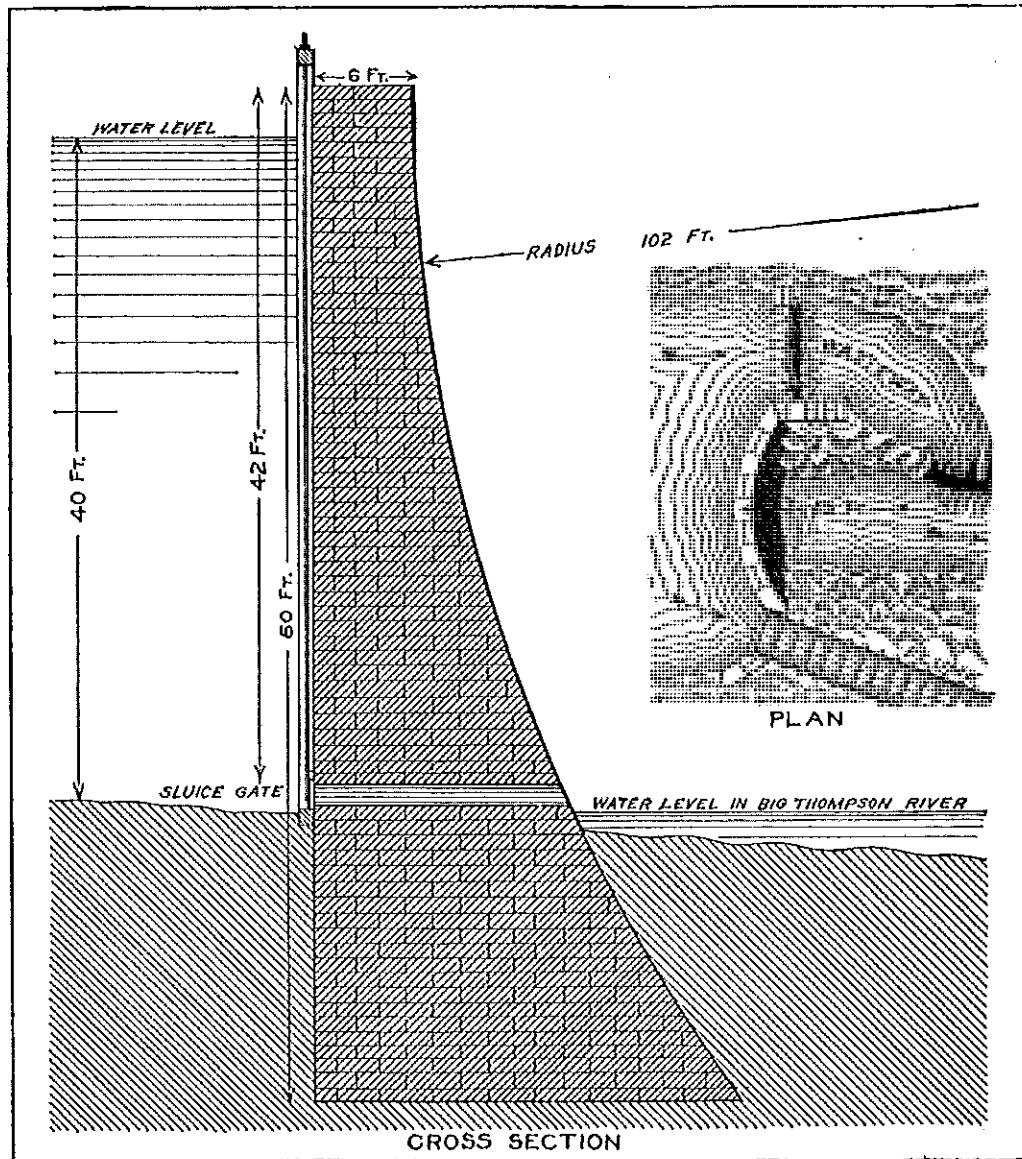 6 FT.
WATER LEVEL
RADIUS 102 FT.
40 FT.
42 FT.
60 FT.
PLAN
SLUICE GATE
WATER LEVEL IN BIG THOMPSON RIVER
CROSS SECTION